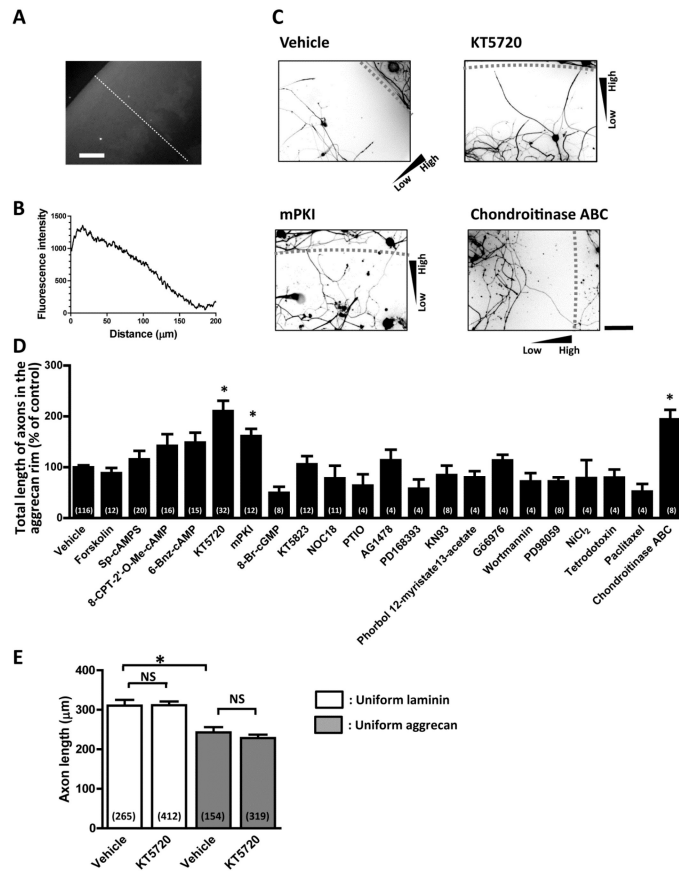 A
C
Vehicle
KT5720
High
Low
High
Low
B
Fluorescence intensity
1500
1000
500
0
0
50
100
150
200
Distance (μm)
mPKI
Chondroitinase ABC
High
Low
Low
High
D
Total length of axons in the
aggrecan rim (% of control)
300
200
100
0
*
*
*
(116)
(12)
(20)
(16)
(15)
(32)
(12)
(8)
(12)
(11)
(4)
(4)
(4)
(8)
(4)
(8)
(4)
(8)
(4)
(4)
(4)
(8)
Vehicle
Forskolin
Sp-cAMPS
8-CPT-2'-O-Me-cAMP
6-Bnz-cAMP
KT5720
mPKI
8-Br-cGMP
KT5823
NOC18
PTIO
AG1478
PD168393
KN93
Phorbol 12-myristate13-acetate
Gö6976
Wortmannin
PD98059
NiCl₂
Tetrodotoxin
Paclitaxel
Chondroitinase ABC
E
Axon length (μm)
400
300
200
100
0
*
NS
NS
(265)
(412)
(154)
(319)
Vehicle
KT5720
Vehicle
KT5720
: Uniform laminin
: Uniform aggrecan